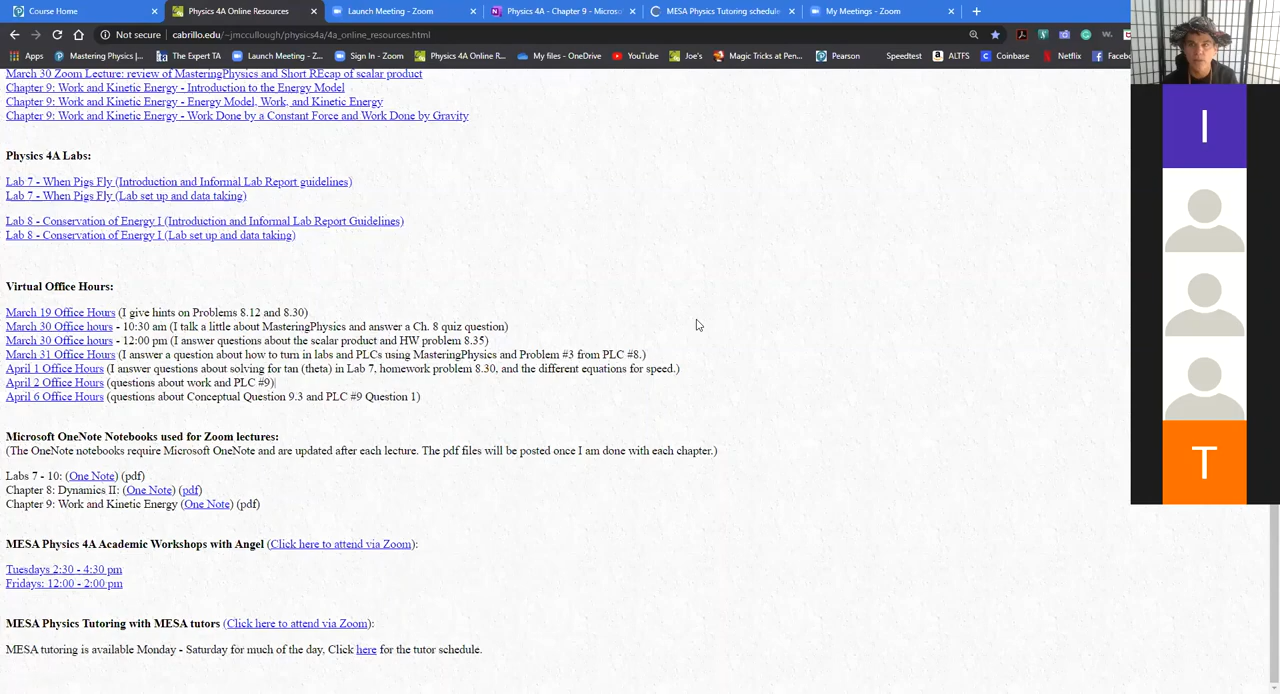 Course Home
Physics 4A Online Resources
Launch Meeting - Zoom
Physics 4A - Chapter 9 - Microso
MESA Physics Tutoring schedule
My Meetings - Zoom
Not secure | cabrillo.edu/~jmccullough/physics4a/4a_online_resources.html
Apps Mastering Physics |... The Expert TA Launch Meeting - Z... Sign In - Zoom Physics 4A Online R... My files - OneDrive YouTube Joe's Magic Tricks at Pen... Pearson Speedtest ALTFS Coinbase Netflix Facebo
March 30 Zoom Lecture: review of MasteringPhysics and Short REcap of scalar product
Chapter 9: Work and Kinetic Energy - Introduction to the Energy Model
Chapter 9: Work and Kinetic Energy - Energy Model, Work, and Kinetic Energy
Chapter 9: Work and Kinetic Energy - Work Done by a Constant Force and Work Done by Gravity
Physics 4A Labs:
Lab 7 - When Pigs Fly (Introduction and Informal Lab Report guidelines)
Lab 7 - When Pigs Fly (Lab set up and data taking)
Lab 8 - Conservation of Energy I (Introduction and Informal Lab Report Guidelines)
Lab 8 - Conservation of Energy I (Lab set up and data taking)
Virtual Office Hours:
March 19 Office Hours (I give hints on Problems 8.12 and 8.30)
March 30 Office hours - 10:30 am (I talk a little about MasteringPhysics and answer a Ch. 8 quiz question)
March 30 Office hours - 12:00 pm (I answer questions about the scalar product and HW problem 8.35)
March 31 Office Hours (I answer a question about how to turn in labs and PLCs using MasteringPhysics and Problem #3 from PLC #8.)
April 1 Office Hours (I answer questions about solving for tan (theta) in Lab 7, homework problem 8.30, and the different equations for speed.)
April 2 Office Hours (questions about work and PLC #9)
April 6 Office Hours (questions about Conceptual Question 9.3 and PLC #9 Question 1)
Microsoft OneNote Notebooks used for Zoom lectures:
(The OneNote notebooks require Microsoft OneNote and are updated after each lecture. The pdf files will be posted once I am done with each chapter.)
Labs 7 - 10: (One Note) (pdf)
Chapter 8: Dynamics II: (One Note) (pdf)
Chapter 9: Work and Kinetic Energy (One Note) (pdf)
MESA Physics 4A Academic Workshops with Angel (Click here to attend via Zoom):
Tuesdays 2:30 - 4:30 pm
Fridays: 12:00 - 2:00 pm
MESA Physics Tutoring with MESA tutors (Click here to attend via Zoom):
MESA tutoring is available Monday - Saturday for much of the day, Click here for the tutor schedule.
I
T